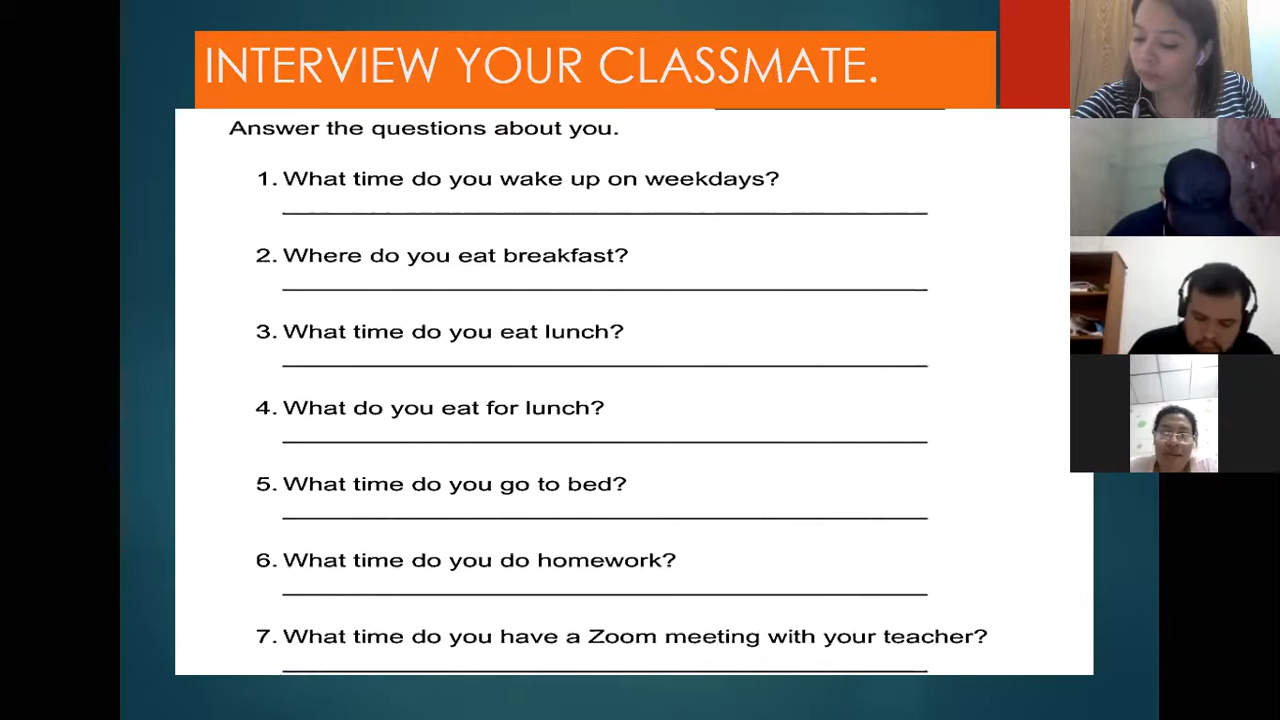 INTERVIEW YOUR CLASSMATE.
Answer the questions about you.
1. What time do you wake up on weekdays?
2. Where do you eat breakfast?
3. What time do you eat lunch?
4. What do you eat for lunch?
5. What time do you go to bed?
6. What time do you do homework?
7. What time do you have a Zoom meeting with your teacher?